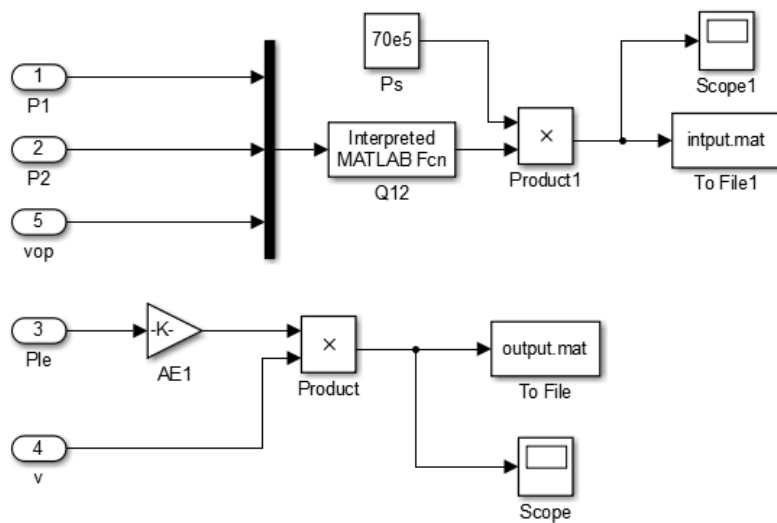 1
P1
2
P2
5
vop
70e5
Ps
Interpreted
MATLAB Fcn
Q12
×
Product1
Scope1
intput.mat
To File1
3
Ple
-K-
AE1
4
v
×
Product
output.mat
To File
Scope